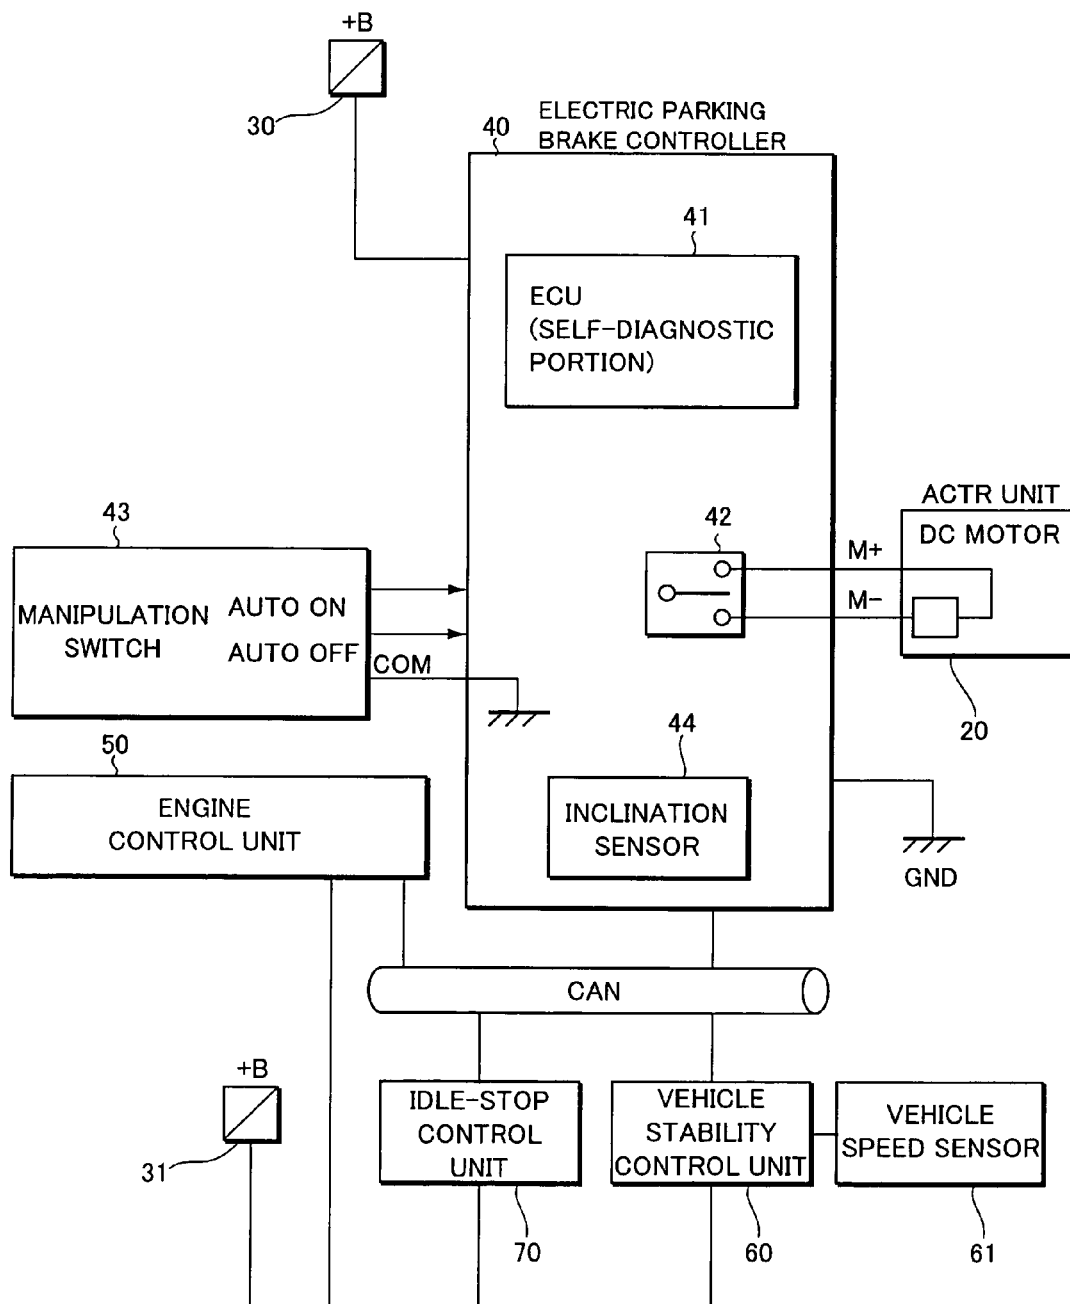 +B
30
ELECTRIC PARKING
BRAKE CONTROLLER
40
41
ECU
(SELF-DIAGNOSTIC
PORTION)
43
MANIPULATION
SWITCH
AUTO ON
AUTO OFF
COM
42
M+
M-
ACTR UNIT
DC MOTOR
20
44
INCLINATION
SENSOR
50
ENGINE
CONTROL UNIT
GND
CAN
+B
31
IDLE-STOP
CONTROL
UNIT
70
VEHICLE
STABILITY
CONTROL UNIT
60
VEHICLE
SPEED SENSOR
61